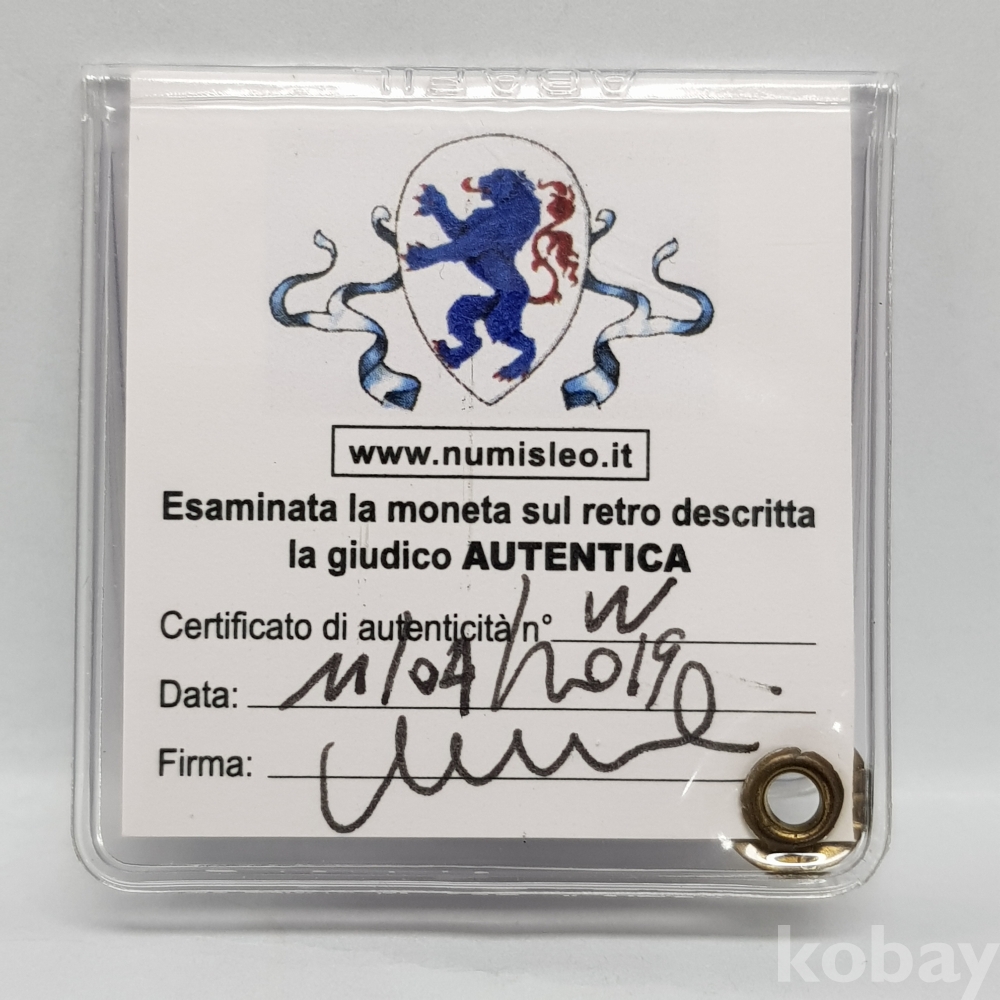 ABAFIL
www.numisleo.it
Esaminata la moneta sul retro descritta
la giudico AUTENTICA
Certificato di autenticità n° W
Data: 11/04/2019
Firma:
kobay